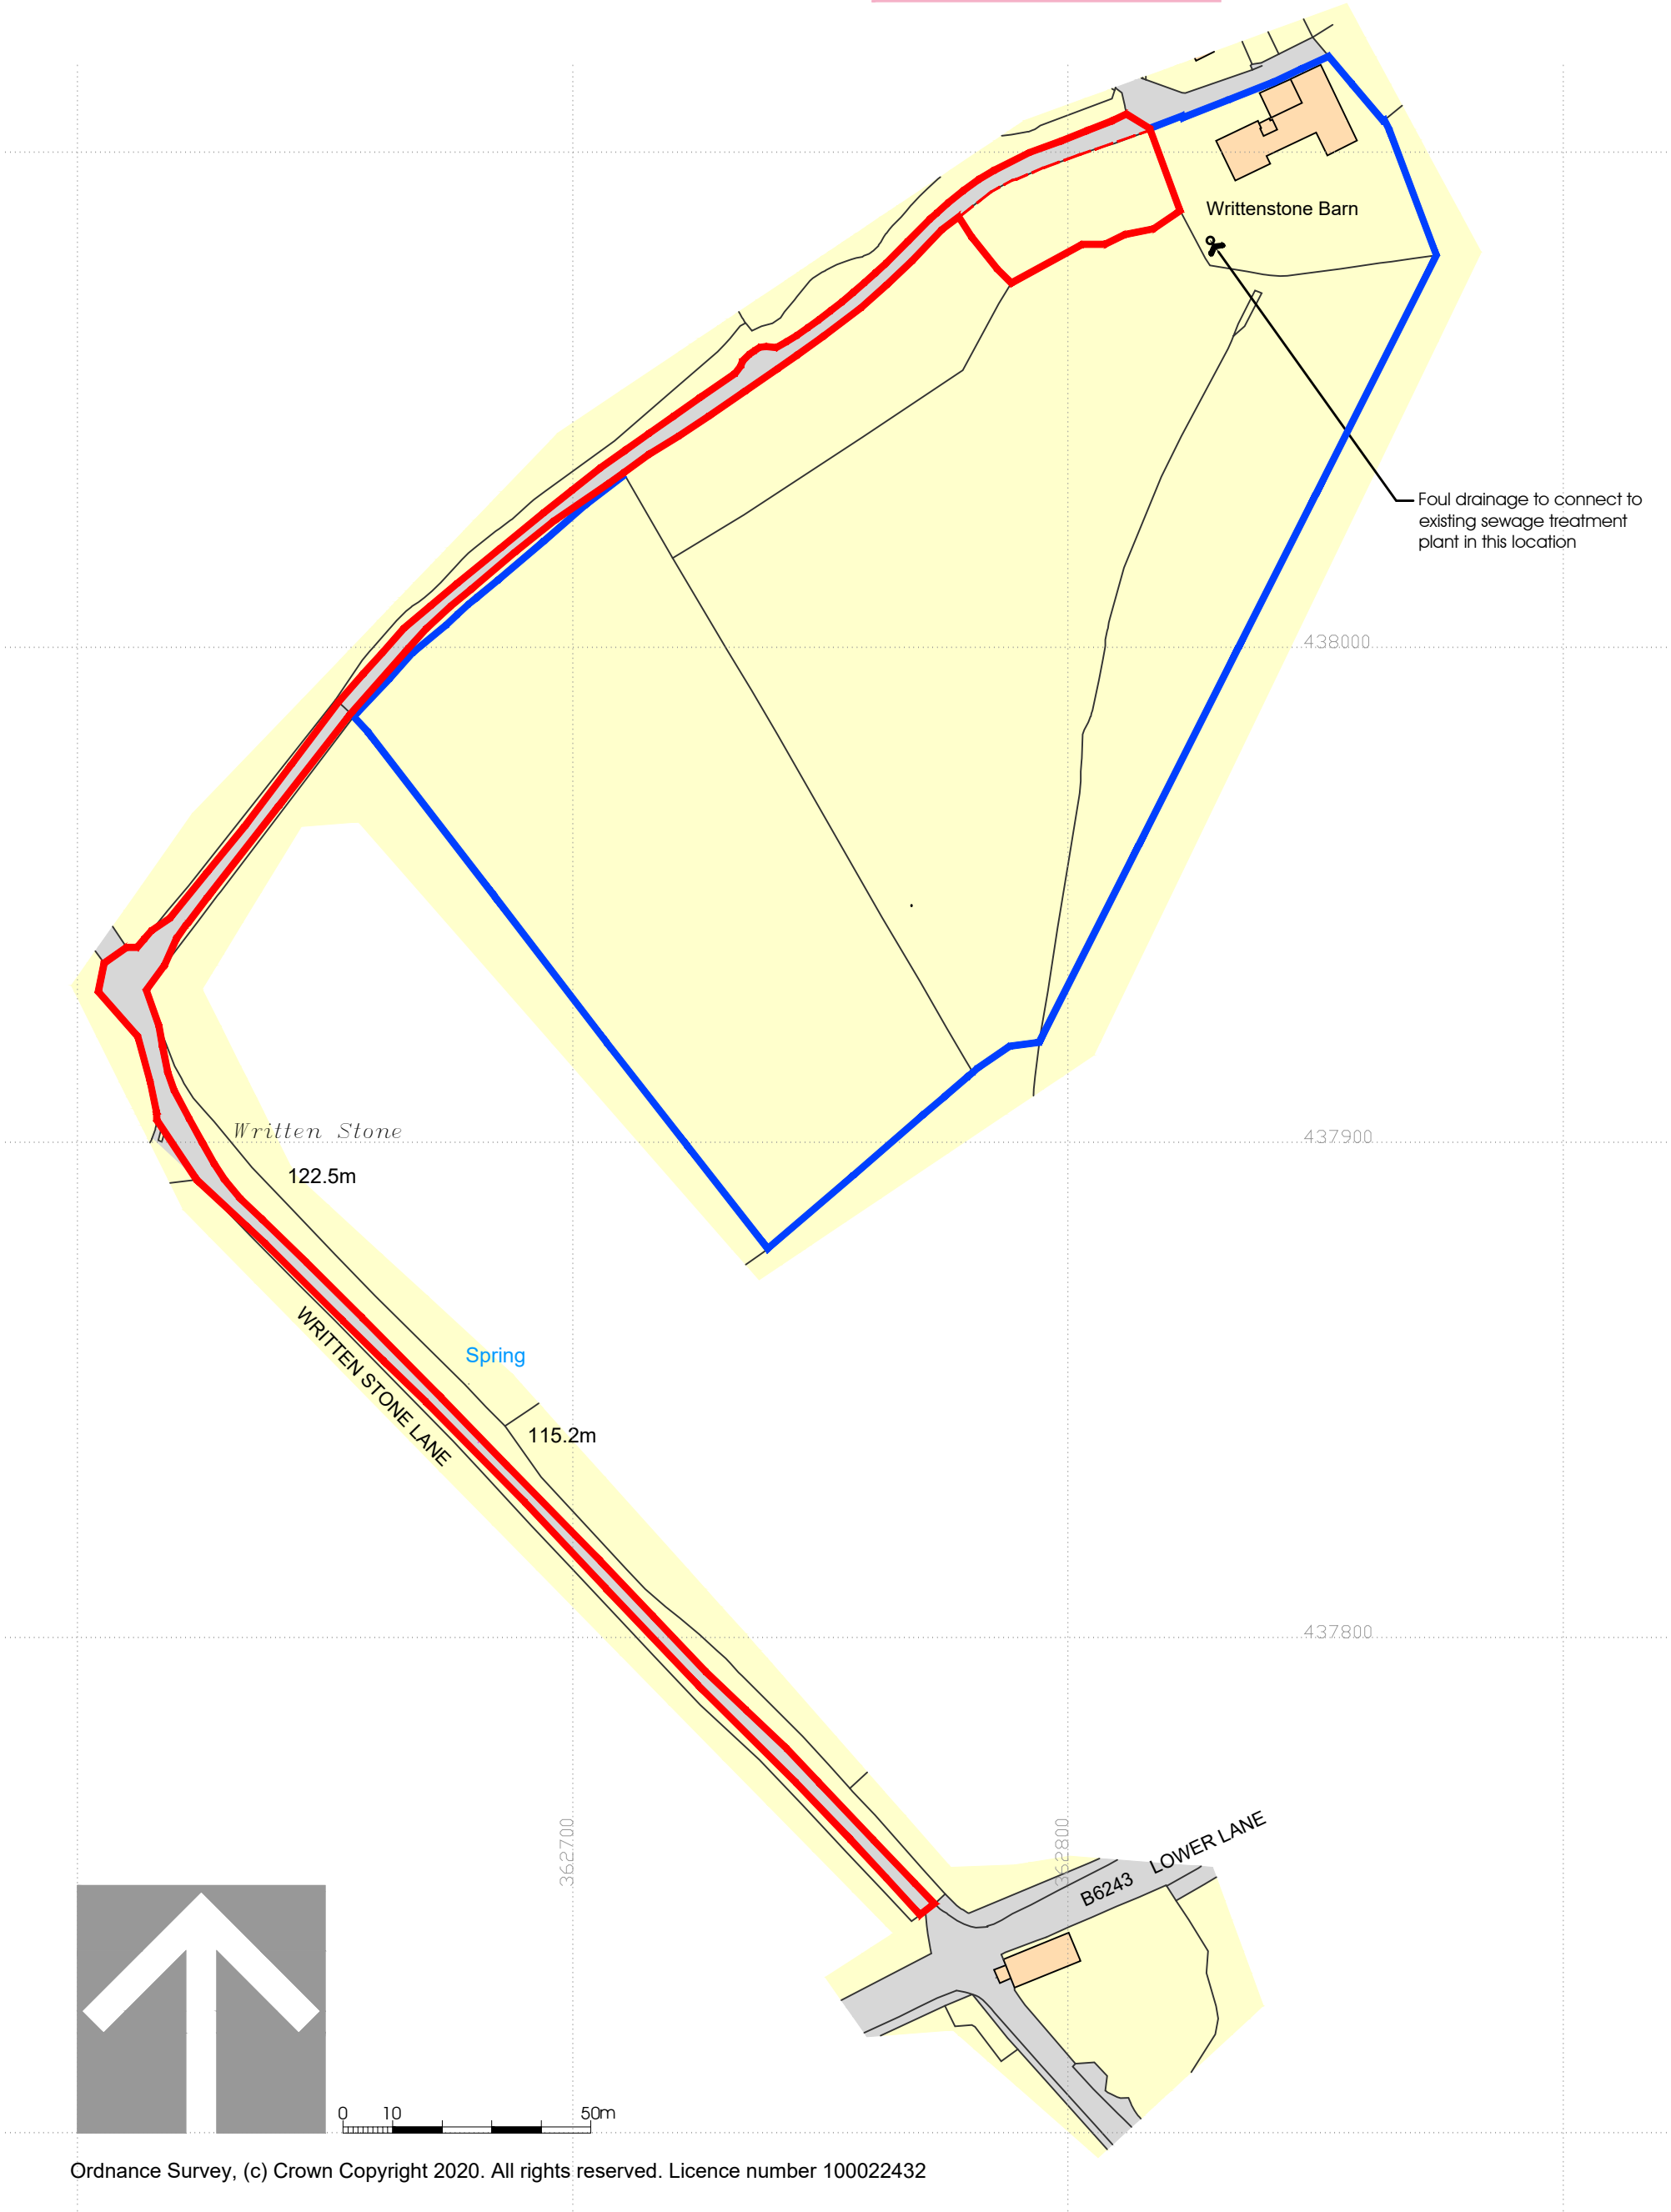 Writtenstone Barn
Foul drainage to connect to
existing sewage treatment
plant in this location
438000
Written Stone
437900
122.5m
WRITTEN STONE LANE
Spring
115.2m
437800
362700
362800
LOWER LANE
B6243
0 10 50m
Ordnance Survey, (c) Crown Copyright 2020. All rights reserved. Licence number 100022432